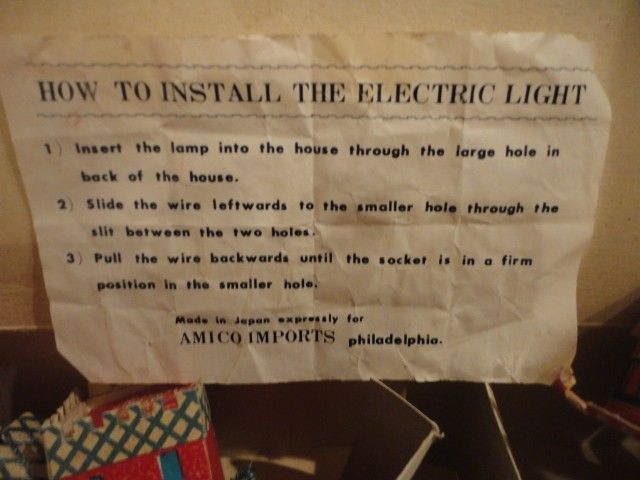 HOW TO INSTALL THE ELECTRIC LIGHT
1) Insert the lamp into the house through the large hole in
back of the house.
2) Slide the wire leftwards to the smaller hole through the
slit between the two holes.
3) Pull the wire backwards until the socket is in a firm
position in the smaller hole.
Made in Japan expressly for
AMICO IMPORTS philadelphia.